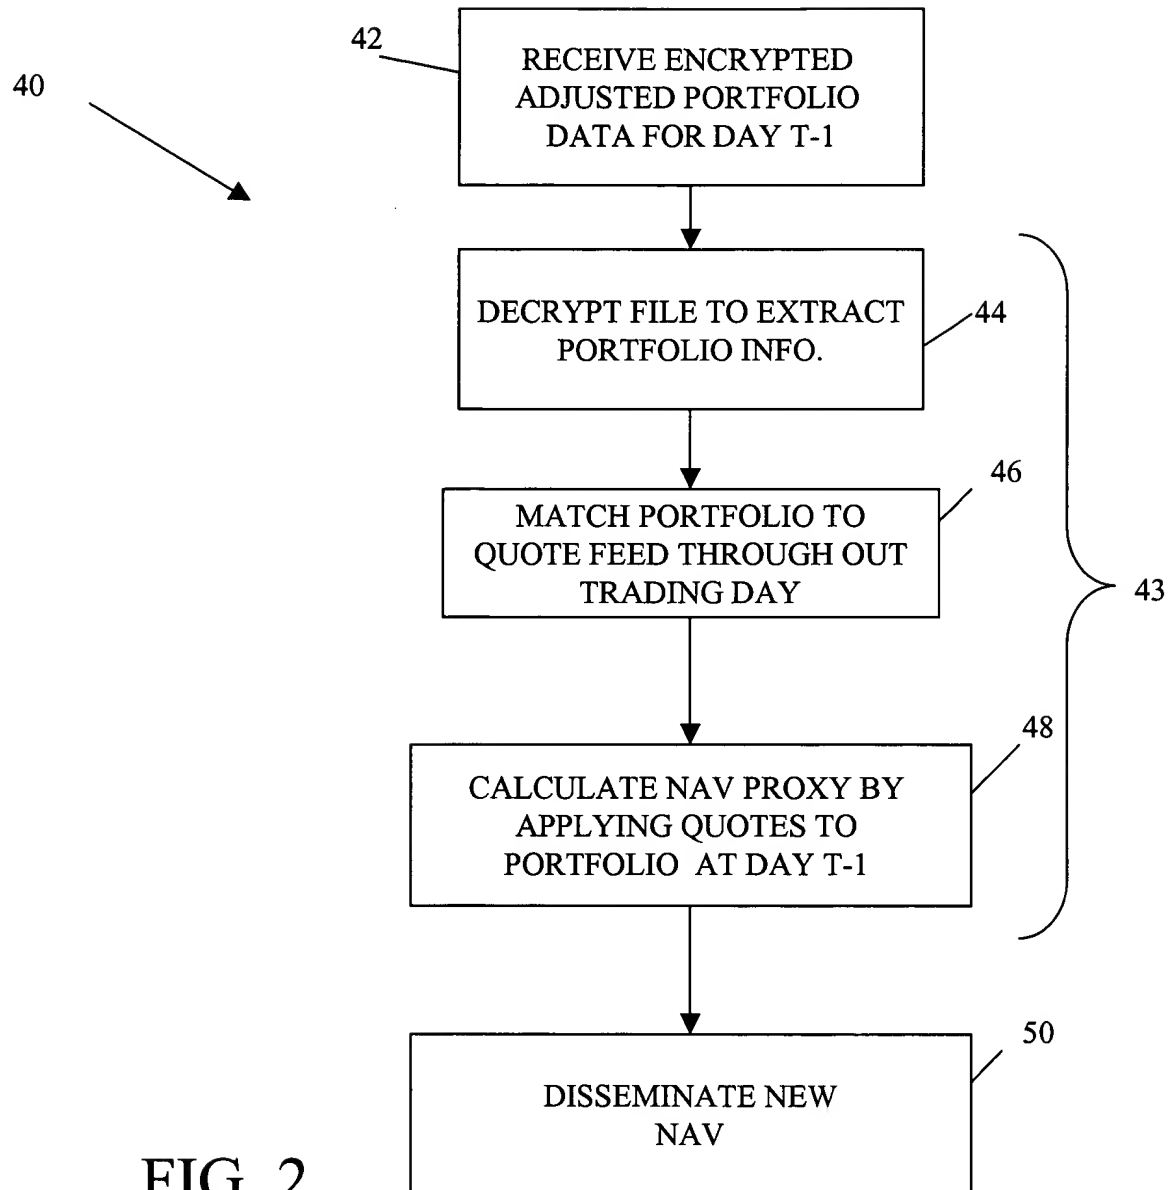 42
RECEIVE ENCRYPTED
ADJUSTED PORTFOLIO
DATA FOR DAY T-1
40
DECRYPT FILE TO EXTRACT
PORTFOLIO INFO.
44
46
MATCH PORTFOLIO TO
QUOTE FEED THROUGH OUT
TRADING DAY
43
48
CALCULATE NAV PROXY BY
APPLYING QUOTES TO
PORTFOLIO AT DAY T-1
50
DISSEMINATE NEW
NAV
FIG. 2